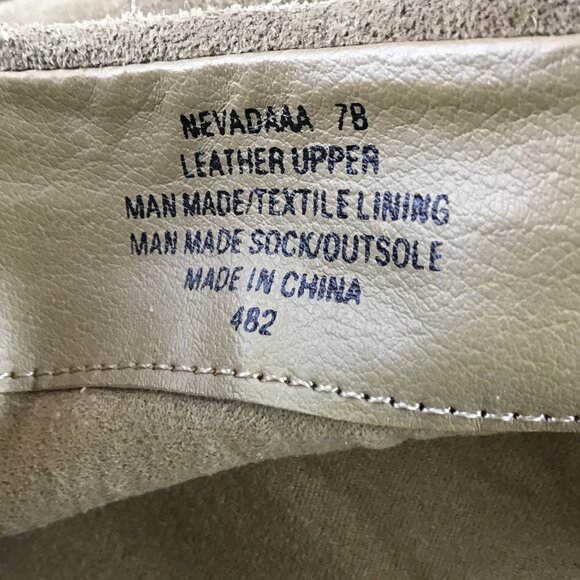 NEVADAAA 7B
LEATHER UPPER
MAN MADE/TEXTILE LINING
MAN MADE SOCK/OUTSOLE
MADE IN CHINA
482